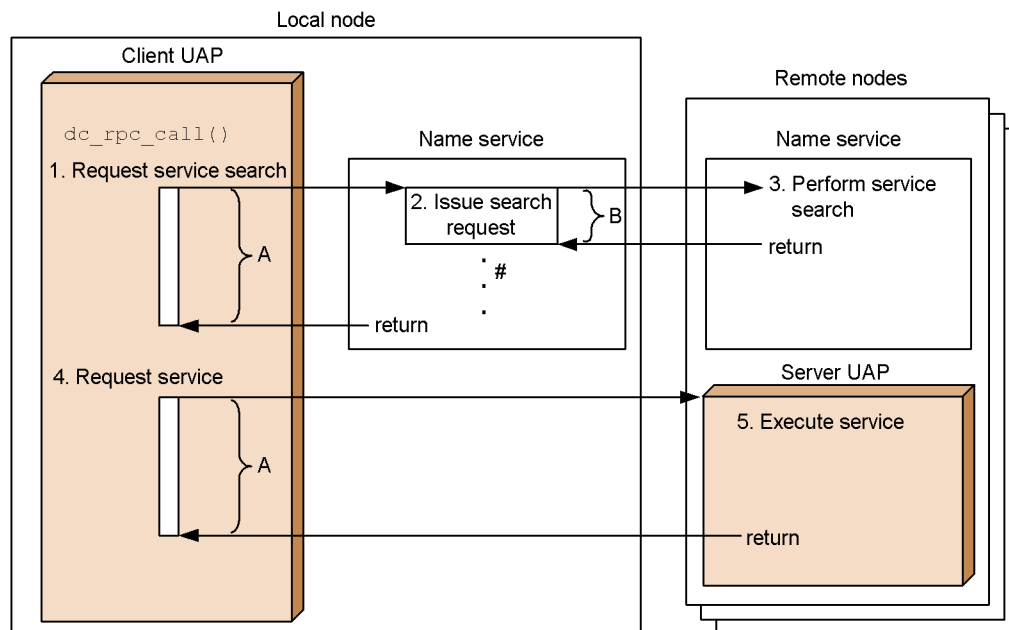 Local node
Client UAP
Remote nodes
dc_rpc_call()
Name service
Name service
1. Request service search
2. Issue search
request
B
3. Perform service
search
return
A
#
return
4. Request service
Server UAP
5. Execute service
A
return